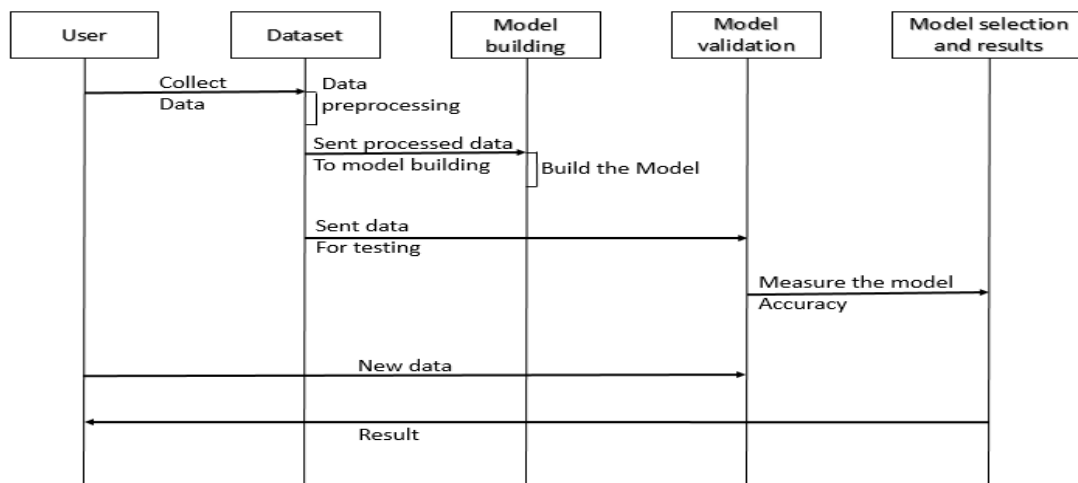 User
Dataset
Model
building
Model
validation
Model selection
and results
Collect
Data
Data
preprocessing
Sent processed data
To model building
Build the Model
Sent data
For testing
Measure the model
Accuracy
New data
Result